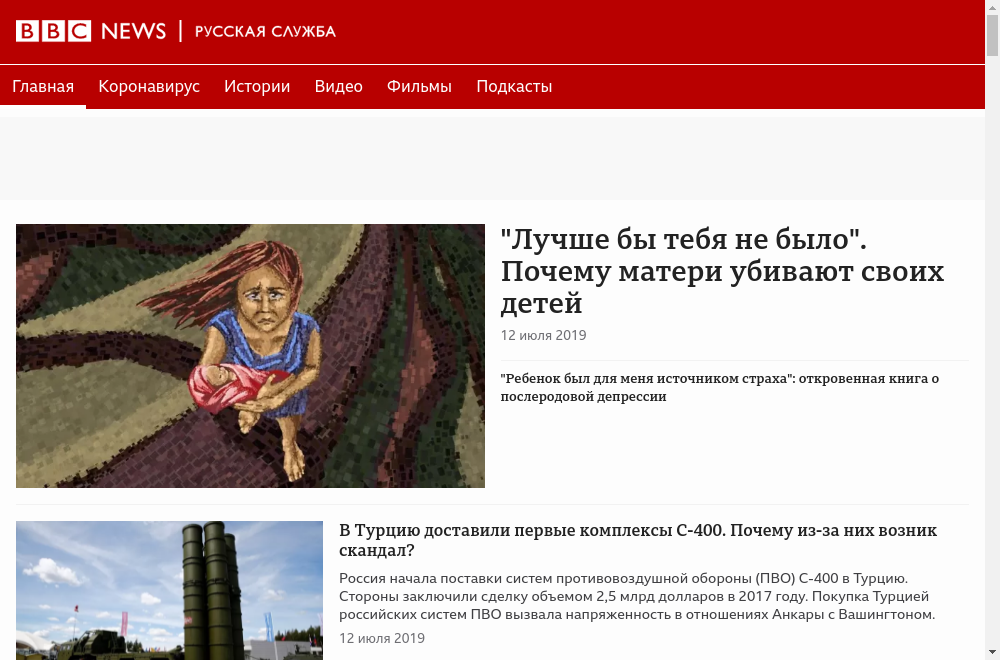 BBC NEWS | РУССКАЯ СЛУЖБА
Главная Коронавирус Истории Видео Фильмы Подкасты
"Лучше бы тебя не было".
Почему матери убивают своих
детей
12 июля 2019
"Ребенок был для меня источником страха": откровенная книга о
послеродовой депрессии
В Турцию доставили первые комплексы С-400. Почему из-за них возник
скандал?
Россия начала поставки систем противовоздушной обороны (ПВО) С-400 в Турцию.
Стороны заключили сделку объемом 2,5 млрд долларов в 2017 году. Покупка Турцией
российских систем ПВО вызвала напряженность в отношениях Анкары с Вашингтоном.
12 июля 2019